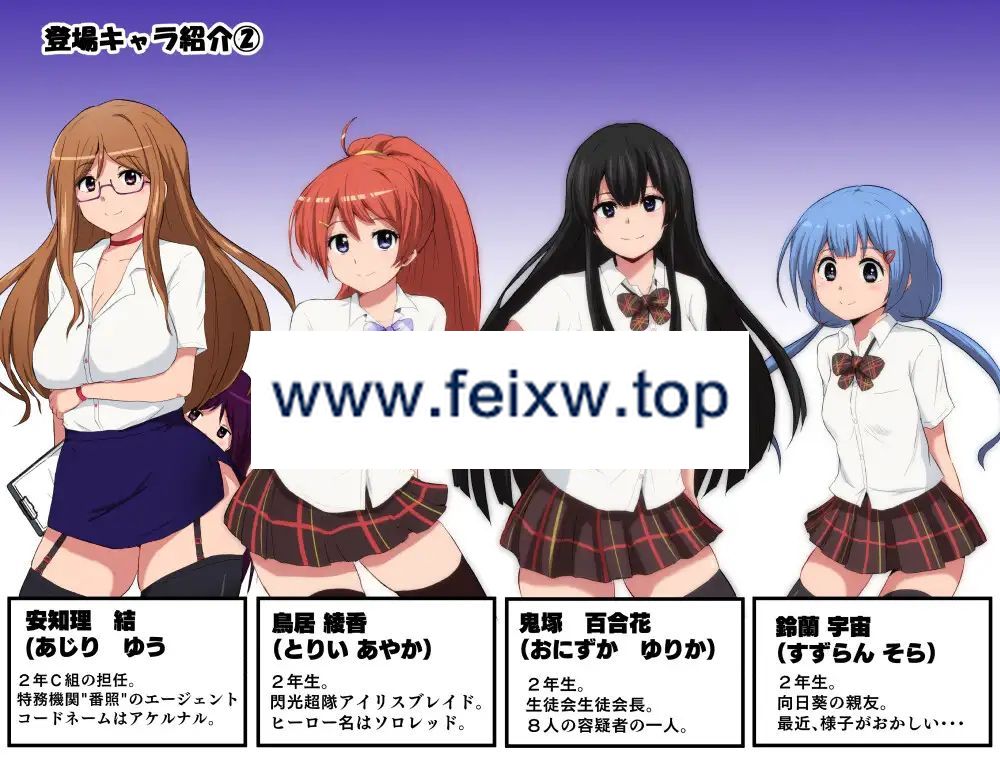 登場キャラ紹介②
www.feixw.top
安知理　結
(あじり　ゆう
２年Ｃ組の担任。
特務機関"番照"のエージェント
コードネームはアケルナル。
鳥居 綾香
（とりい あやか）
２年生。
閃光超隊アイリスブレイド。
ヒーロー名はソロレッド。
鬼塚　百合花
（おにずか　ゆりか）
２年生。
生徒会生徒会長。
８人の容疑者の一人。
鈴蘭 宇宙
（すずらん そら）
２年生。
向日葵の親友。
最近、様子がおかしい・・・